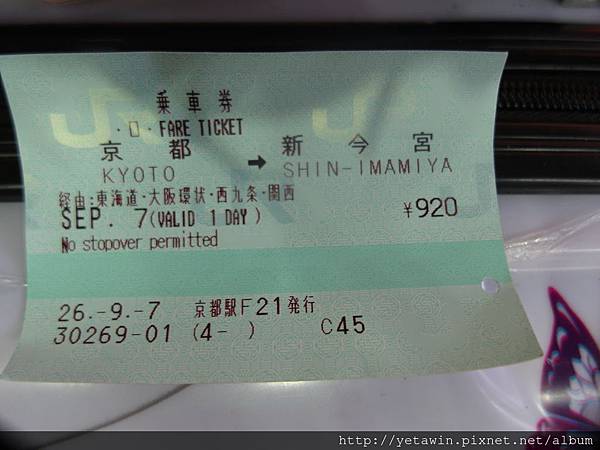 乗車券
・口・FARE TICKET
京都 → 新今宮
KYOTO SHIN-IMAMIYA
経由:東海道・大阪環状・西九条・関西
SEP. 7(VALID 1 DAY) ¥920
No stopover permitted
26.-9.-7 京都駅F21発行
30269-01 (4- ) C45
http://yetawin.pixnet.net/album